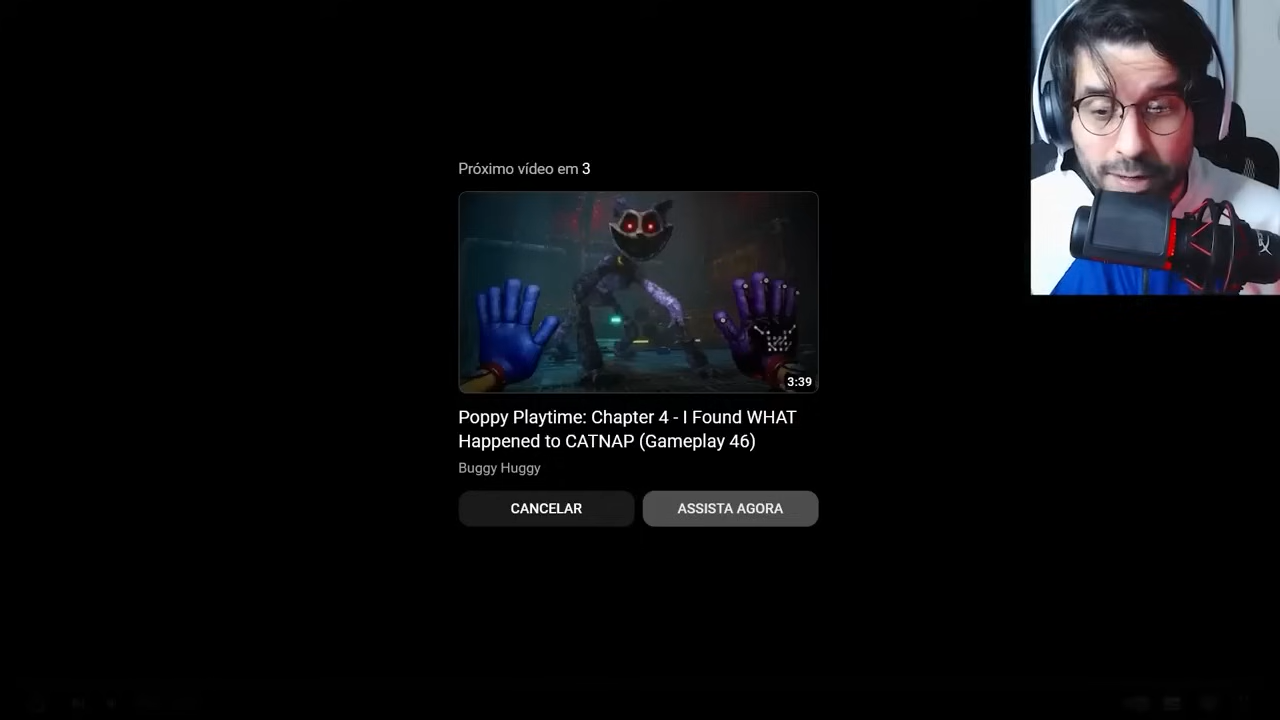 Próximo vídeo em 3
3:39
Poppy Playtime: Chapter 4 - I Found WHAT
Happened to CATNAP (Gameplay 46)
Buggy Huggy
CANCELAR
ASSISTA AGORA